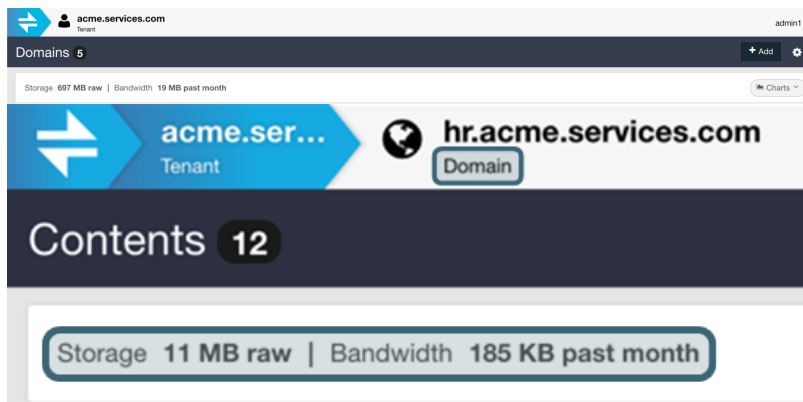 acme.services.com
Tenant
admin1
Domains 5
+ Add
Storage 697 MB raw | Bandwidth 19 MB past month
Charts
acme.ser...
Tenant
hr.acme.services.com
Domain
Contents 12
Storage 11 MB raw | Bandwidth 185 KB past month